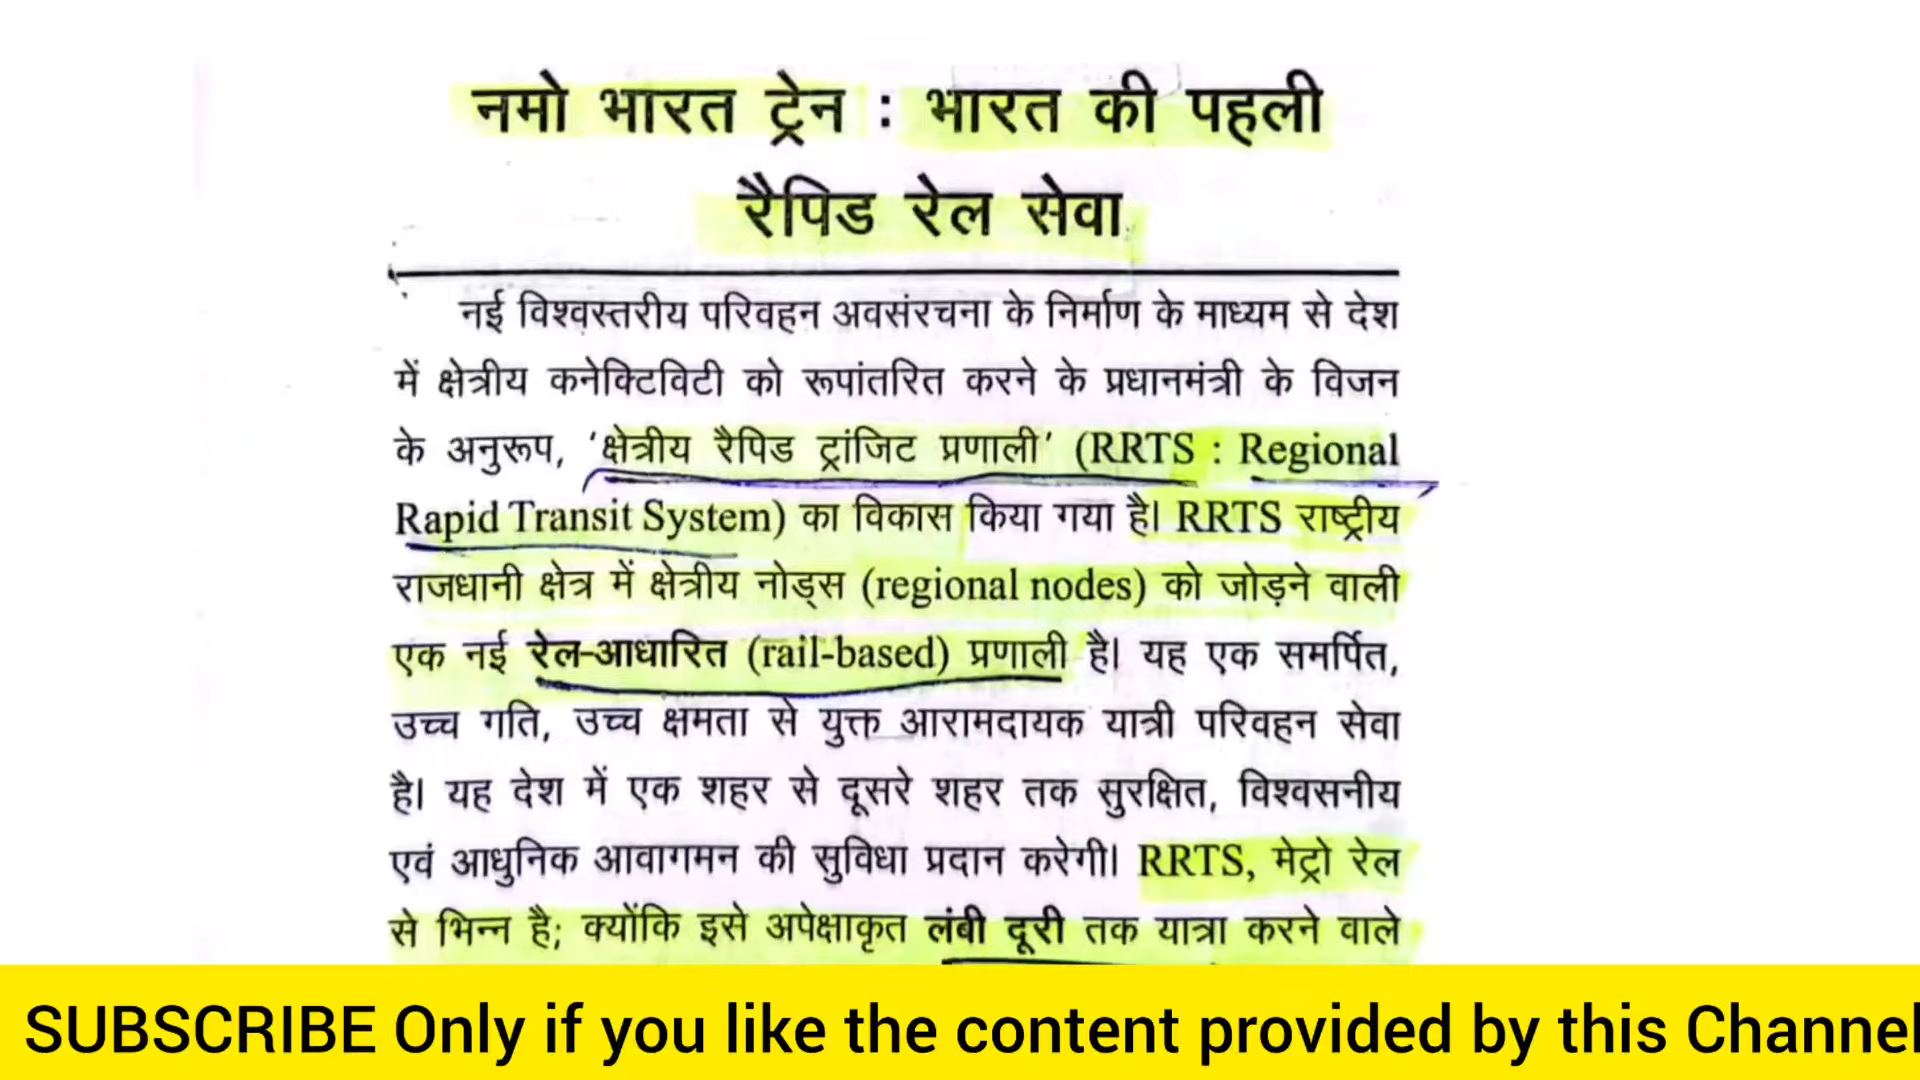 नमो भारत ट्रेन : भारत की पहली
रैपिड रेल सेवा
नई विश्वस्तरीय परिवहन अवसंरचना के निर्माण के माध्यम से देश
में क्षेत्रीय कनेक्टिविटी को रूपांतरित करने के प्रधानमंत्री के विजन
के अनुरूप, ‘क्षेत्रीय रैपिड ट्रांजिट प्रणाली’ (RRTS : Regional
Rapid Transit System) का विकास किया गया है। RRTS राष्ट्रीय
राजधानी क्षेत्र में क्षेत्रीय नोड्स (regional nodes) को जोड़ने वाली
एक नई रेल-आधारित (rail-based) प्रणाली है। यह एक समर्पित,
उच्च गति, उच्च क्षमता से युक्त आरामदायक यात्री परिवहन सेवा
है। यह देश में एक शहर से दूसरे शहर तक सुरक्षित, विश्वसनीय
एवं आधुनिक आवागमन की सुविधा प्रदान करेगी। RRTS, मेट्रो रेल
से भिन्न है; क्योंकि इसे अपेक्षाकृत लंबी दूरी तक यात्रा करने वाले
SUBSCRIBE Only if you like the content provided by this Channel